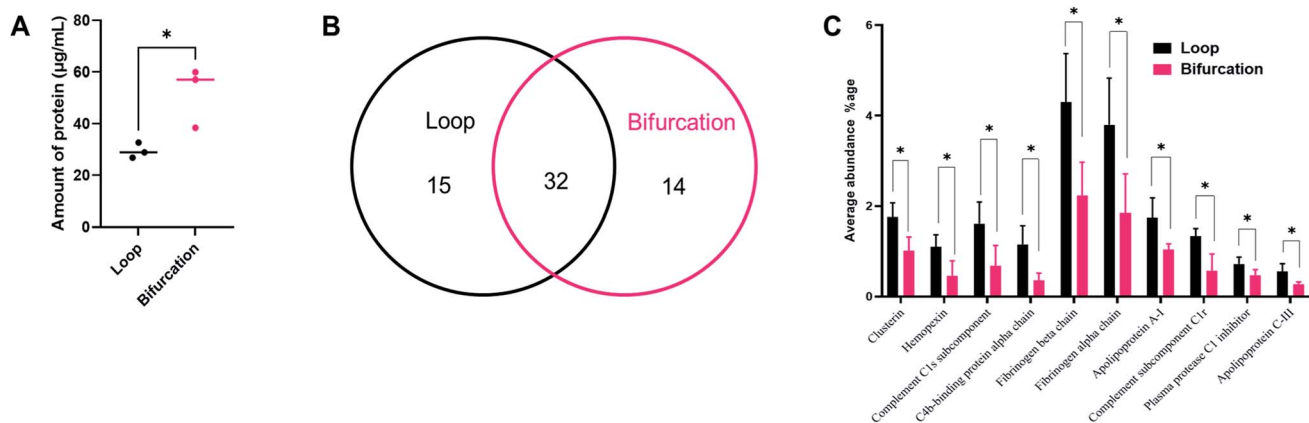 A
Amount of protein (µg/mL)
80
60
40
20
0
*
Loop
Bifurcation
B
Loop
Bifurcation
15
32
14
C
Average abundance %age
6
4
2
0
Loop
Bifurcation
*
*
*
*
*
*
*
*
*
*
Clusterin
Hemopexin
Complement C1s subcomponent
C4b-binding protein alpha chain
Fibrinogen beta chain
Fibrinogen alpha chain
Apolipoprotein A-I
Complement subcomponent C1r
Plasma protease C1 inhibitor
Apolipoprotein C-III